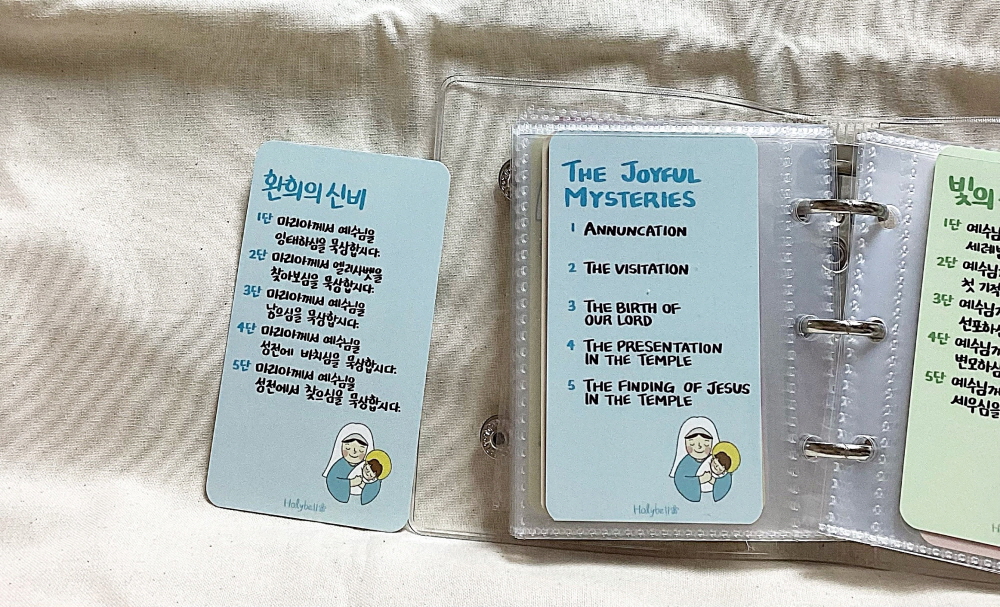 환희의 신비
1단 마리아께서 예수님을
잉태하심을 묵상합시다.
2단 마리아께서 엘리사벳을
찾아보심을 묵상합시다.
3단 마리아께서 예수님을
낳으심을 묵상합시다.
4단 마리아께서 예수님을
성전에 바치심을 묵상합시다.
5단 마리아께서 예수님을
성전에서 찾으심을 묵상합시다.
Holybell
THE JOYFUL
MYSTERIES
1 ANNUNCATION
2 THE VISITATION
3 THE BIRTH OF
OUR LORD
4 THE PRESENTATION
IN THE TEMPLE
5 THE FINDING OF JESUS
IN THE TEMPLE
Holybell
빛의
1단 예수님
세례
2단 예수님
첫 기적
3단 예수님
선포하
4단 예수님께
변모하심
5단 예수님께
세우심을